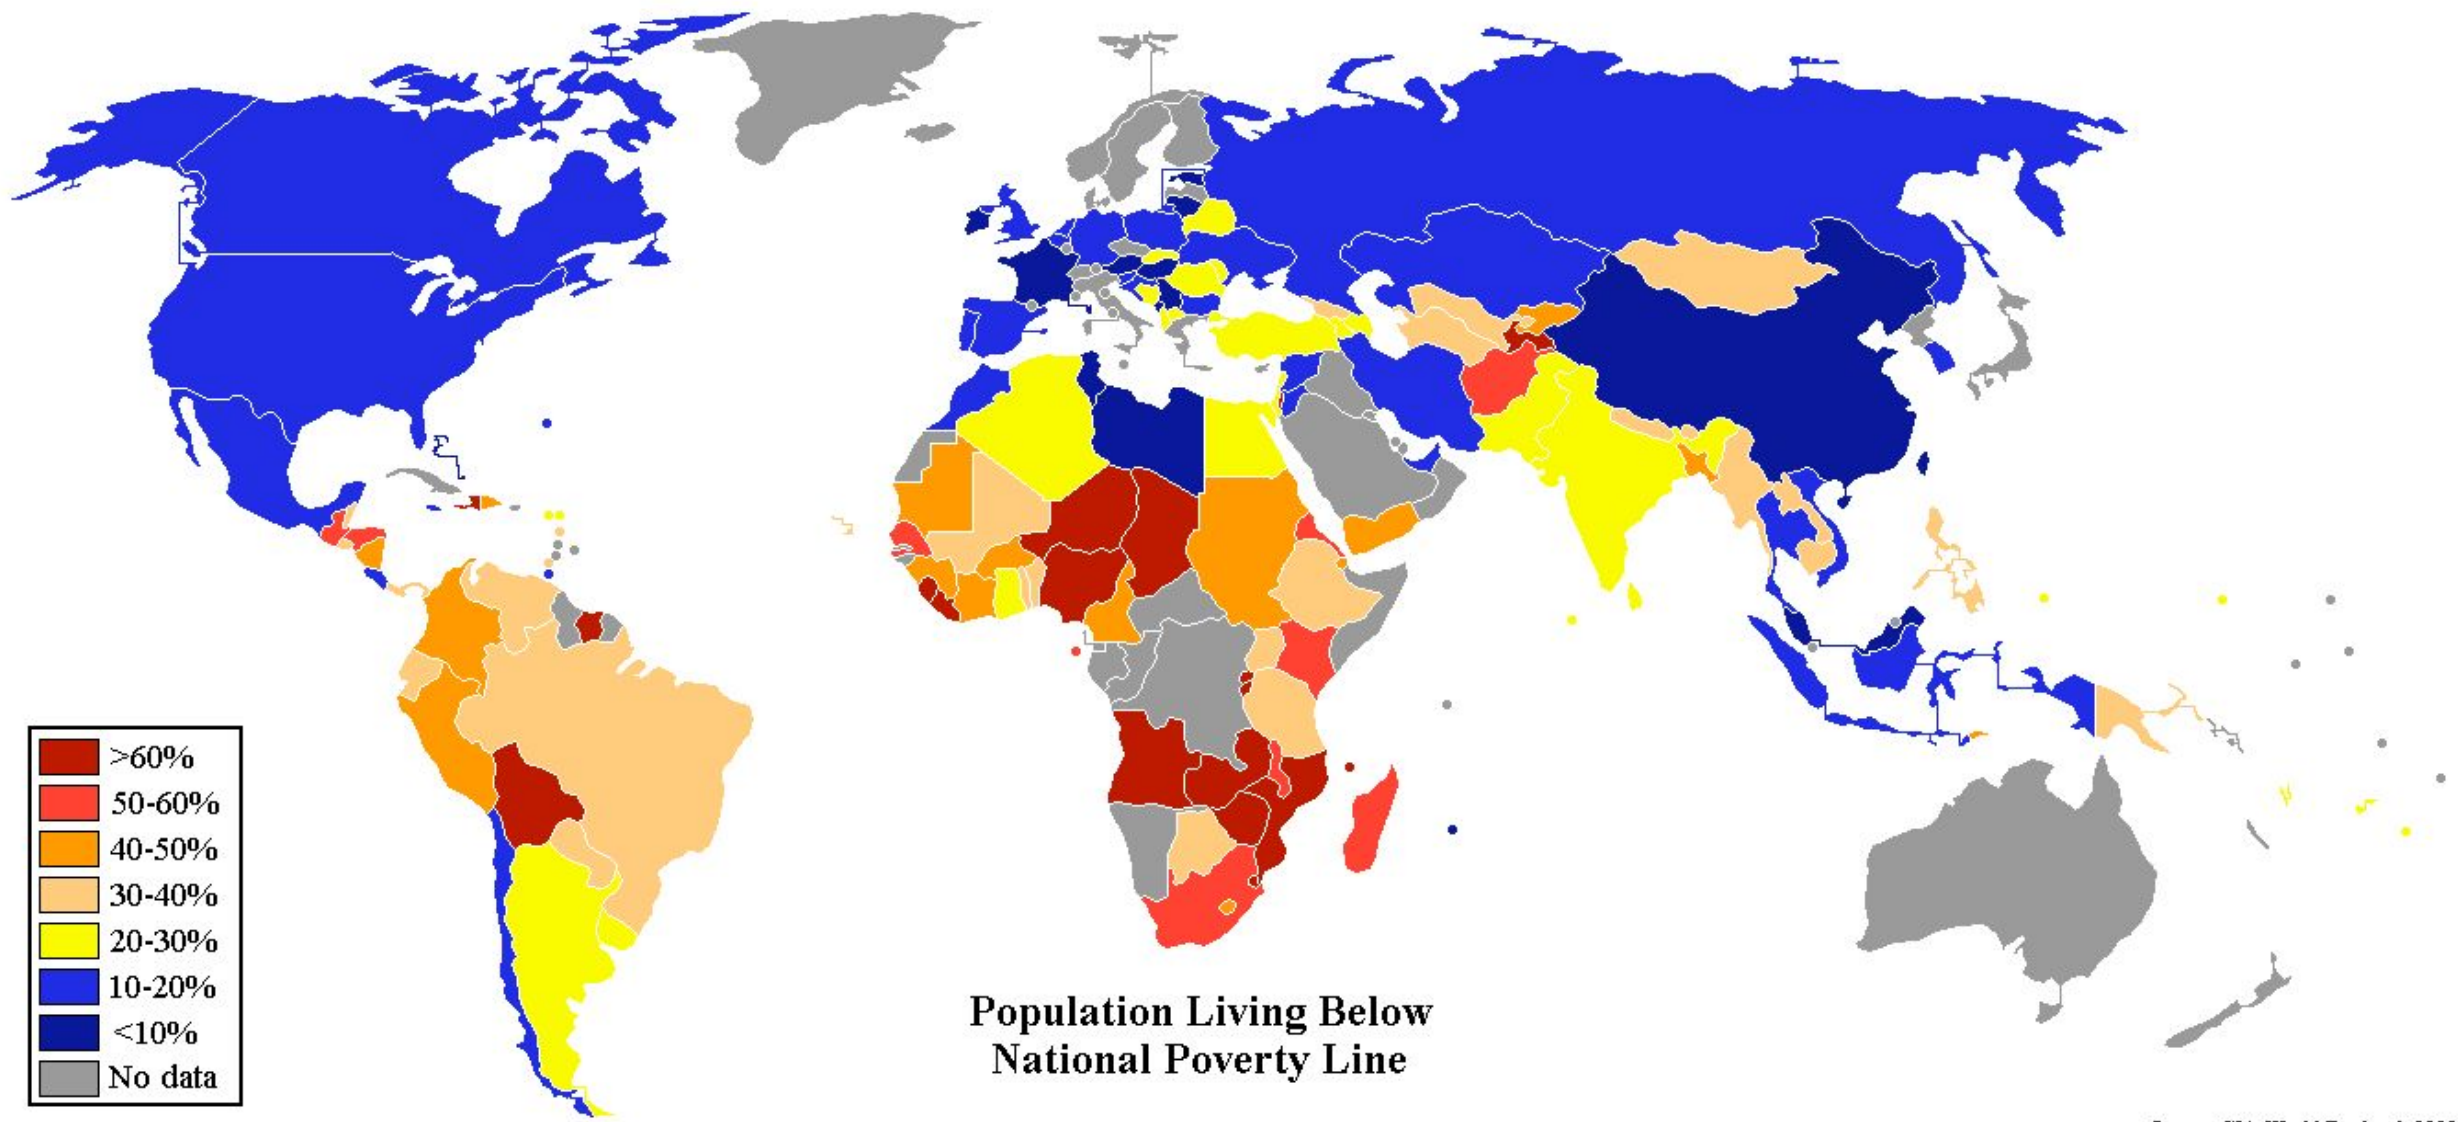 >60%
50-60%
40-50%
30-40%
20-30%
10-20%
<10%
No data
Population Living Below
National Poverty Line